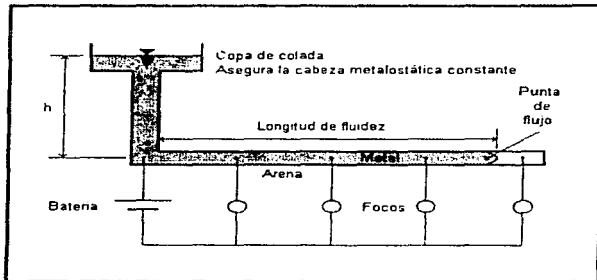 Copa de colada
Asegura la cabeza metalostática constante
Punta
de
flujo
h
Longitud de fluidez
Metal
Arena
Bateria
Focos